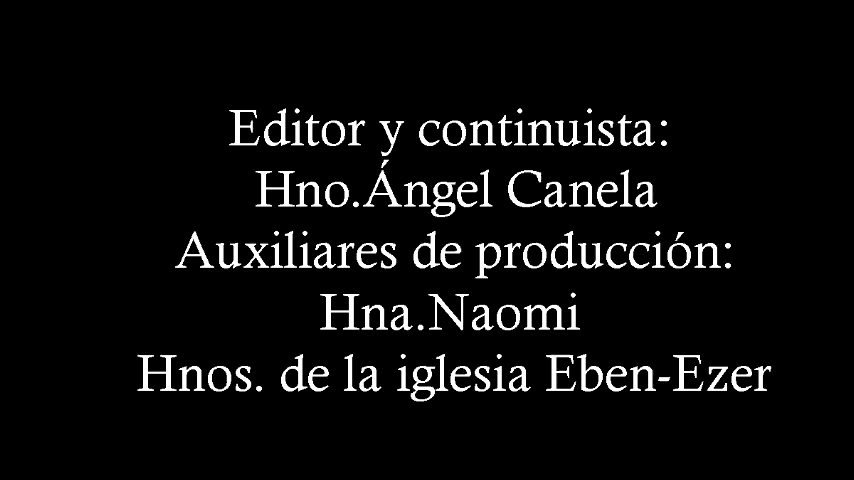 Editor y continuista:
Hno.Ángel Canela
Auxiliares de producción:
Hna.Naomi
Hnos. de la iglesia Eben-Ezer